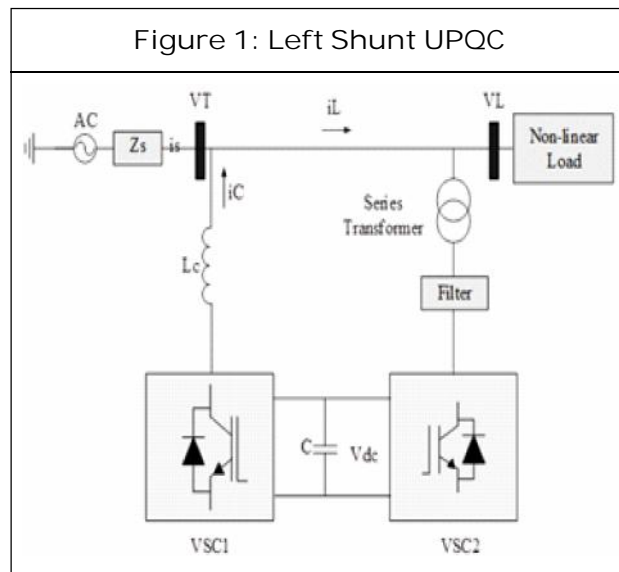 Figure 1: Left Shunt UPQC
VT
iL
VL
AC
Zs
is
Non-linear
Load
iC
Series
Transformer
Lc
Filter
C
Vdc
VSC1
VSC2